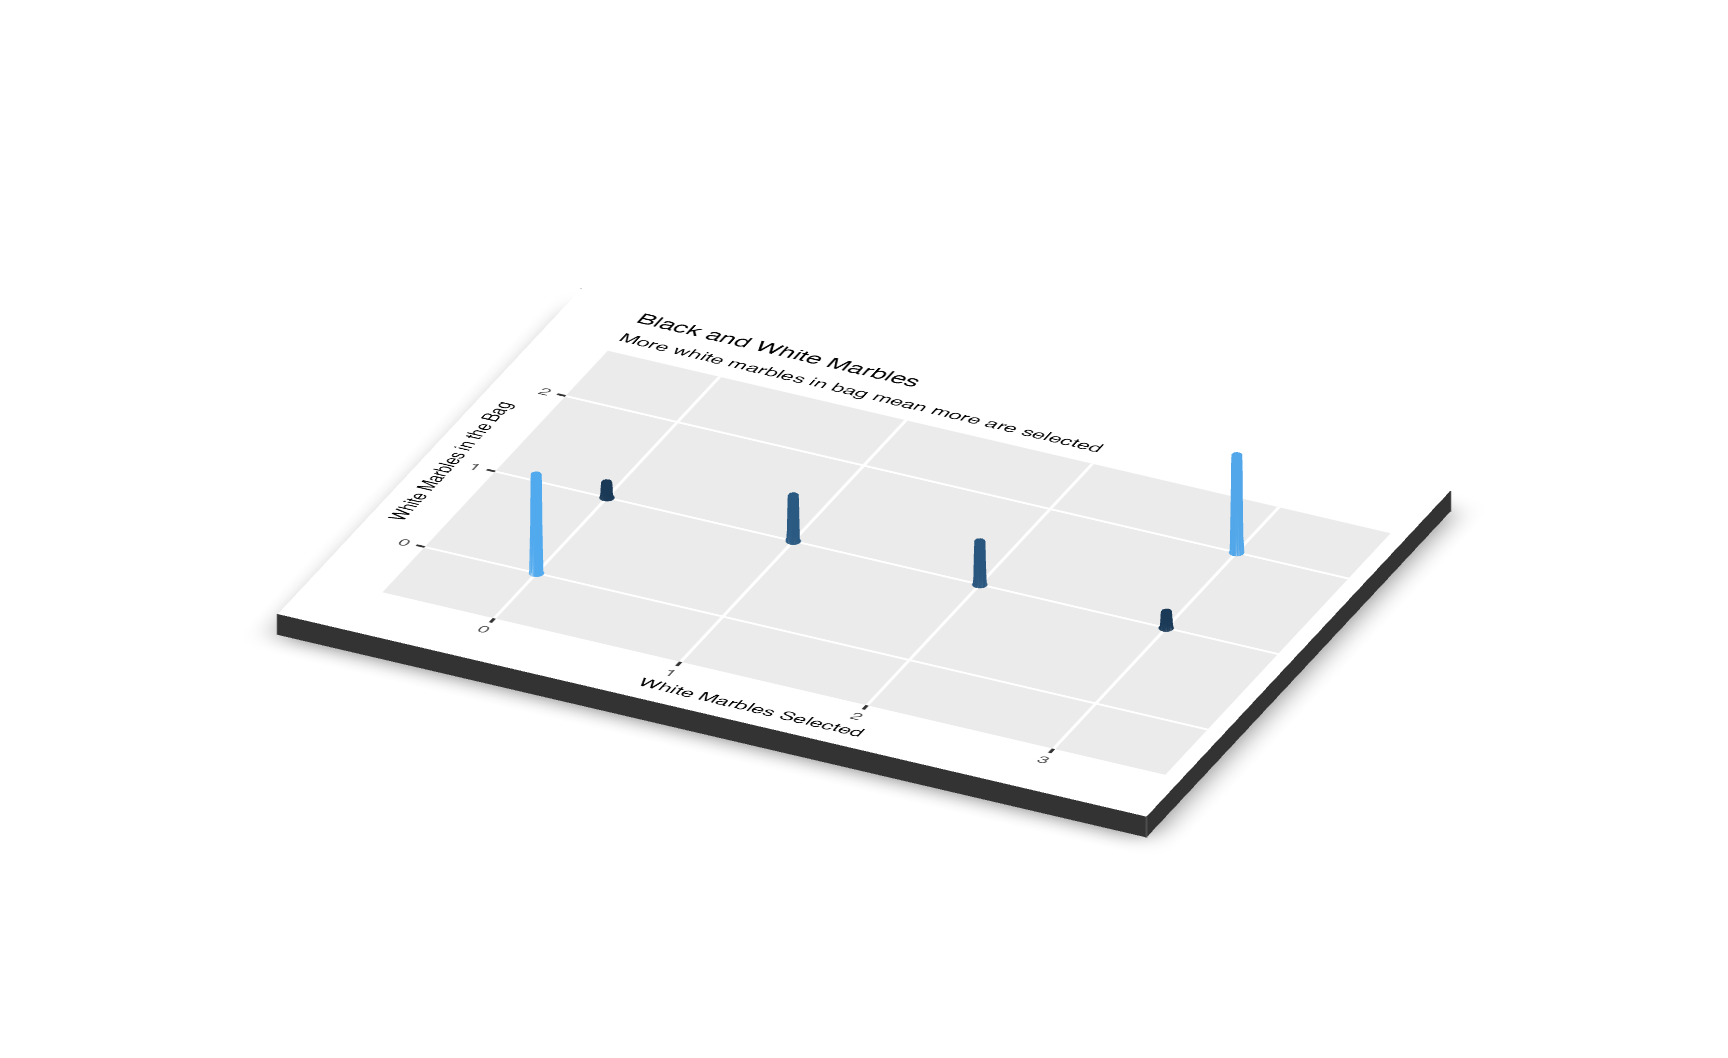 Black and White Marbles
More white marbles in bag mean more are selected
White Marbles in the Bag
2
1
0
0
1
2
3
White Marbles Selected